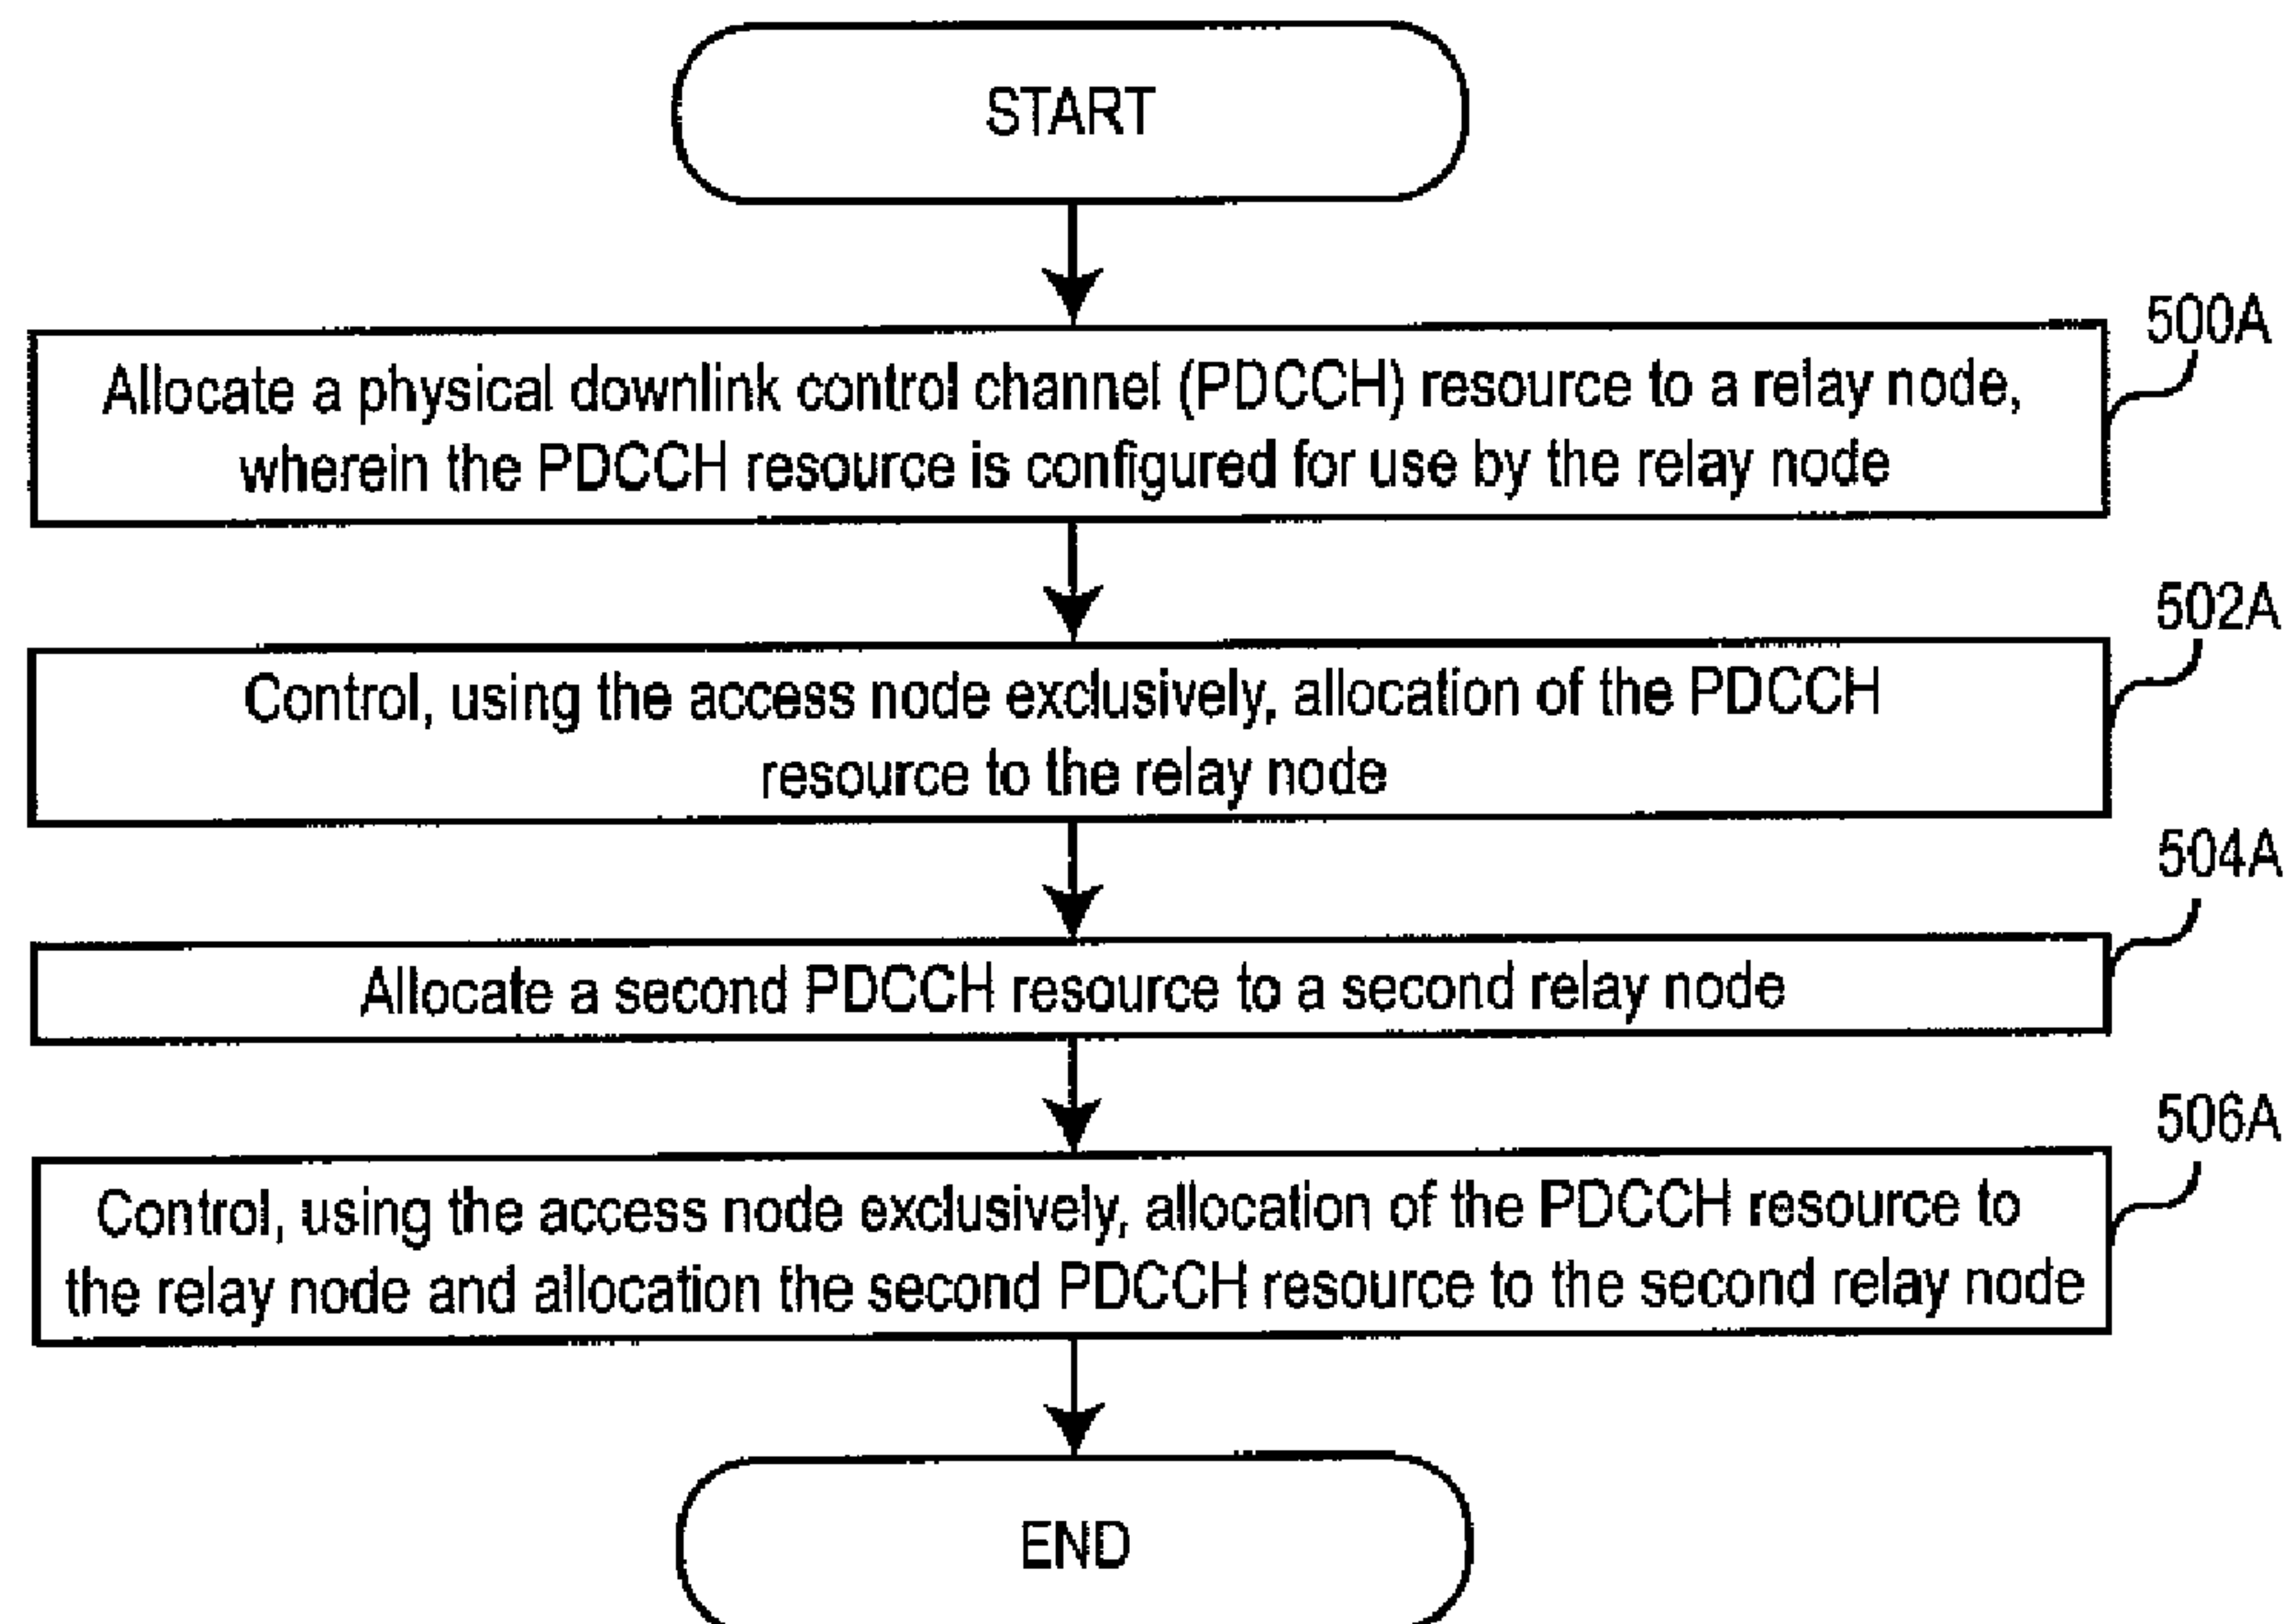 START
500A
Allocate a physical downlink control channel (PDCCH) resource to a relay node,
wherein the PDCCH resource is configured for use by the relay node
502A
Control, using the access node exclusively, allocation of the PDCCH
resource to the relay node
504A
Allocate a second PDCCH resource to a second relay node
506A
Control, using the access node exclusively, allocation of the PDCCH resource to
the relay node and allocation the second PDCCH resource to the second relay node
END